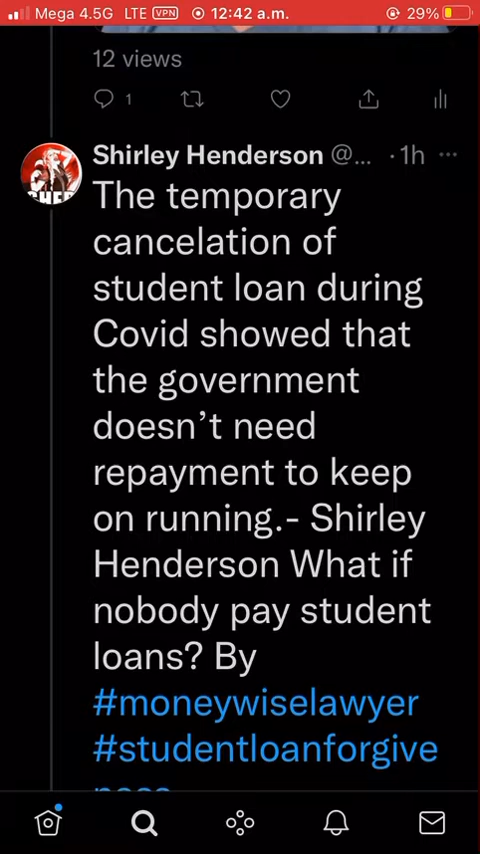 Mega 4.5G LTE VPN 12:42 a.m. 29%
12 views
1
Shirley Henderson @... · 1h ...
The temporary
cancelation of
student loan during
Covid showed that
the government
doesn’t need
repayment to keep
on running.- Shirley
Henderson What if
nobody pay student
loans? By
#moneywiselawyer
#studentloanforgive